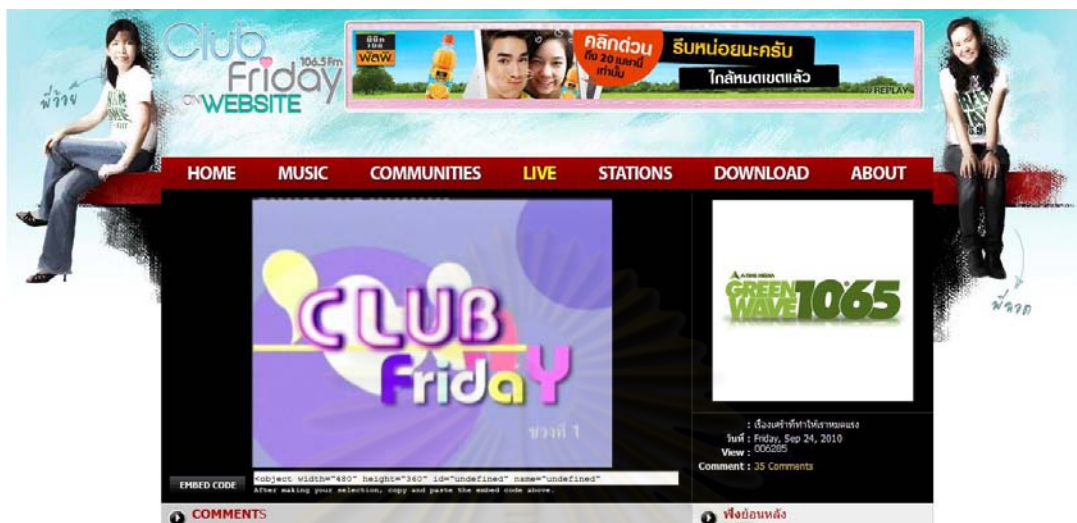 พี่อ้อย
Club
Friday
106.5 Fm
ON WEBSITE
คลิกด่วน
ถึง 20 เมษานี้
เท่านั้น
รีบหน่อยนะครับ
ใกล้หมดเขตแล้ว
REPLAY
HOME MUSIC COMMUNITIES LIVE STATIONS DOWNLOAD ABOUT
CLUB
FridaY
ช่วงที่ 1
A-TIME MEDIA
GREEN
WAVE 106.5
พี่ฉอด
: เรื่องเศร้าที่ทำให้เราหมดแรง
วันที่ : Friday, Sep 24, 2010
View : 006285
Comment : 35 Comments
EMBED CODE
<object width="480" height="360" id="undefined" name="undefined"
After making your selection, copy and paste the embed code above.
COMMENTS
ฟังย้อนหลัง